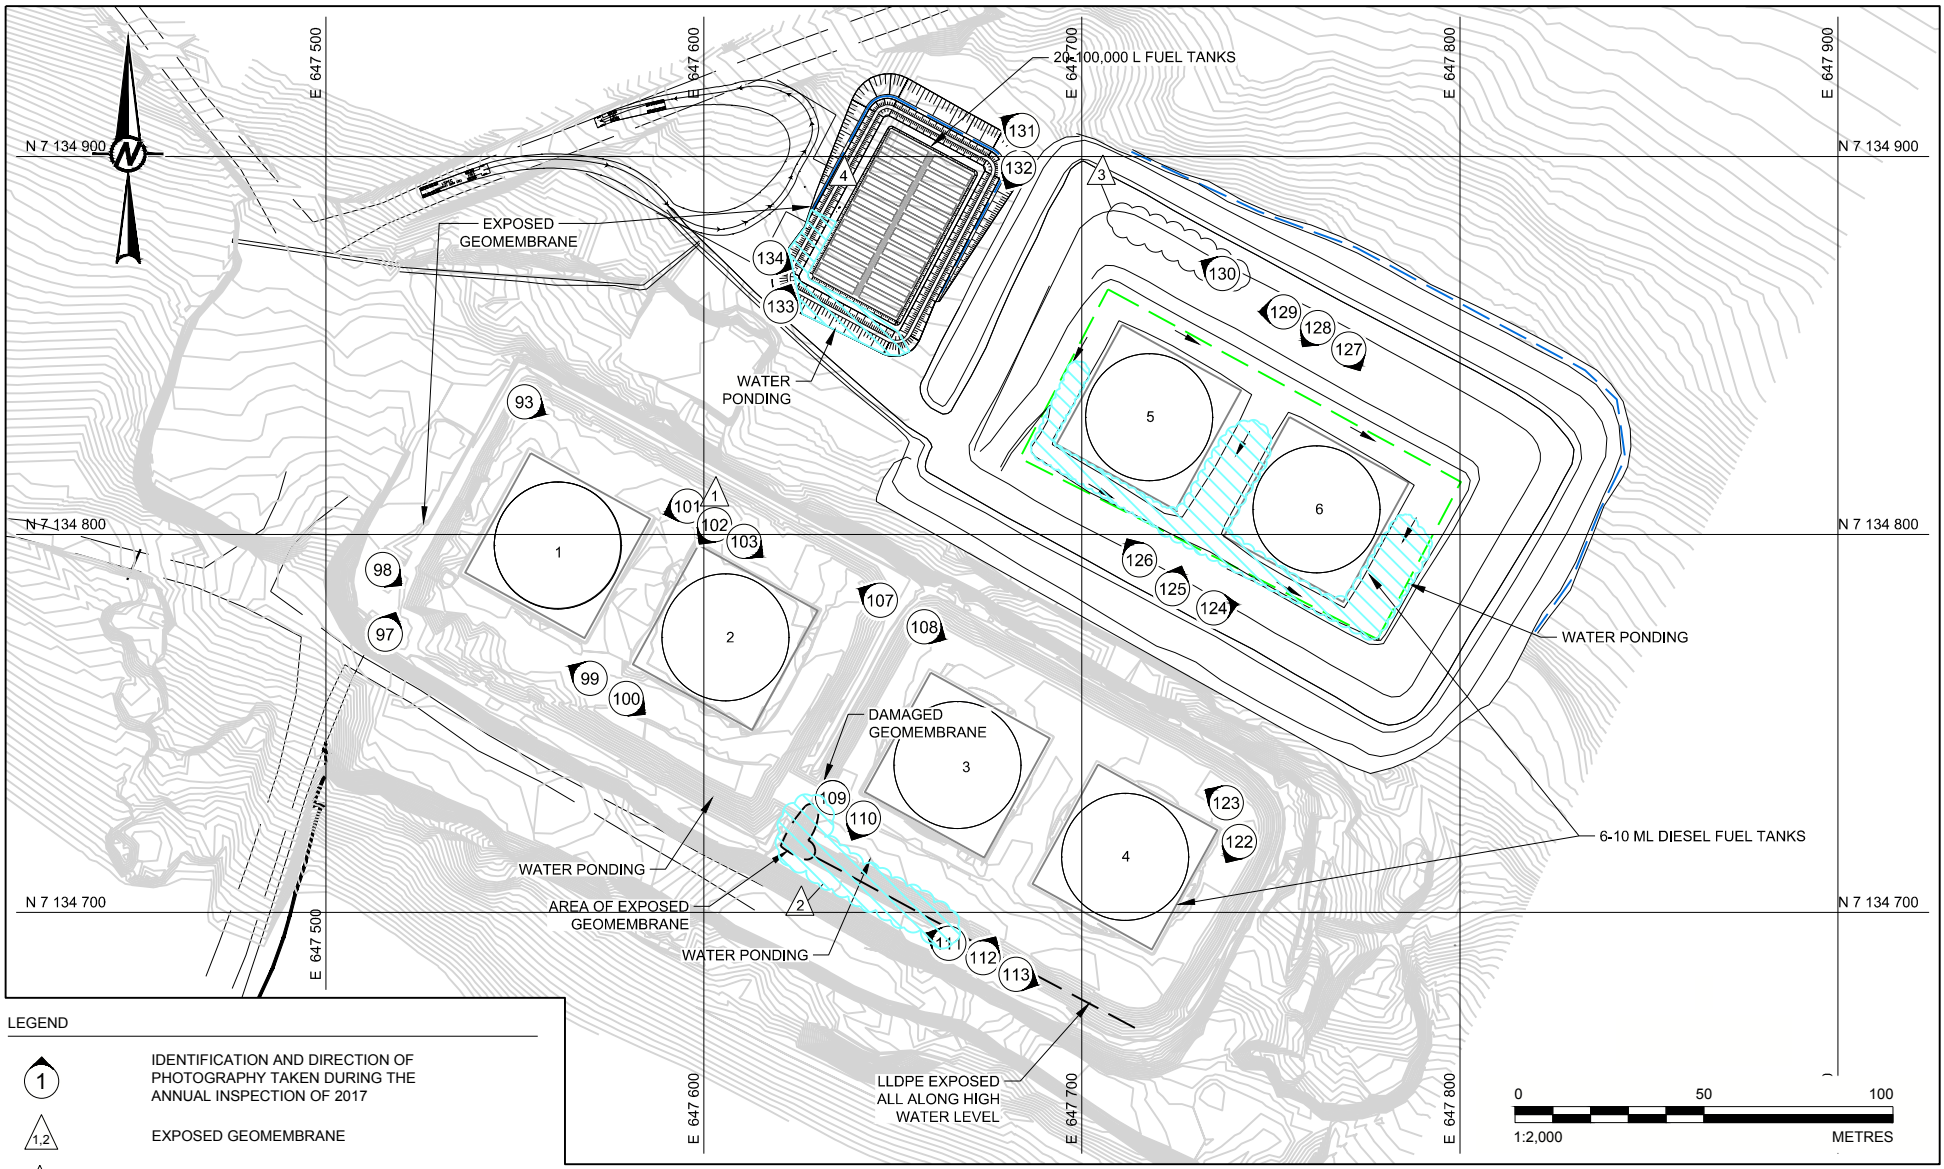 E 647 500
E 647 600
E 647 700
E 647 800
E 647 900
20-100,000 L FUEL TANKS
N 7 134 900
N
N 7 134 900
131
132
4
3
EXPOSED
GEOMEMBRANE
134
133
130
129
128
127
WATER
PONDING
93
5
6
N 7 134 800
N 7 134 800
101
1
102
103
1
98
97
126
125
124
107
108
2
WATER PONDING
99
100
DAMAGED
GEOMEMBRANE
3
109
110
123
122
4
6-10 ML DIESEL FUEL TANKS
WATER PONDING
N 7 134 700
N 7 134 700
AREA OF EXPOSED
GEOMEMBRANE
2
WATER PONDING
111
112
113
E 647 500
LLDPE EXPOSED
ALL ALONG HIGH
WATER LEVEL
E 647 600
E 647 700
E 647 800
LEGEND
1
IDENTIFICATION AND DIRECTION OF
PHOTOGRAPHY TAKEN DURING THE
ANNUAL INSPECTION OF 2017
1,2
EXPOSED GEOMEMBRANE
0 50 100
1:2,000 METRES